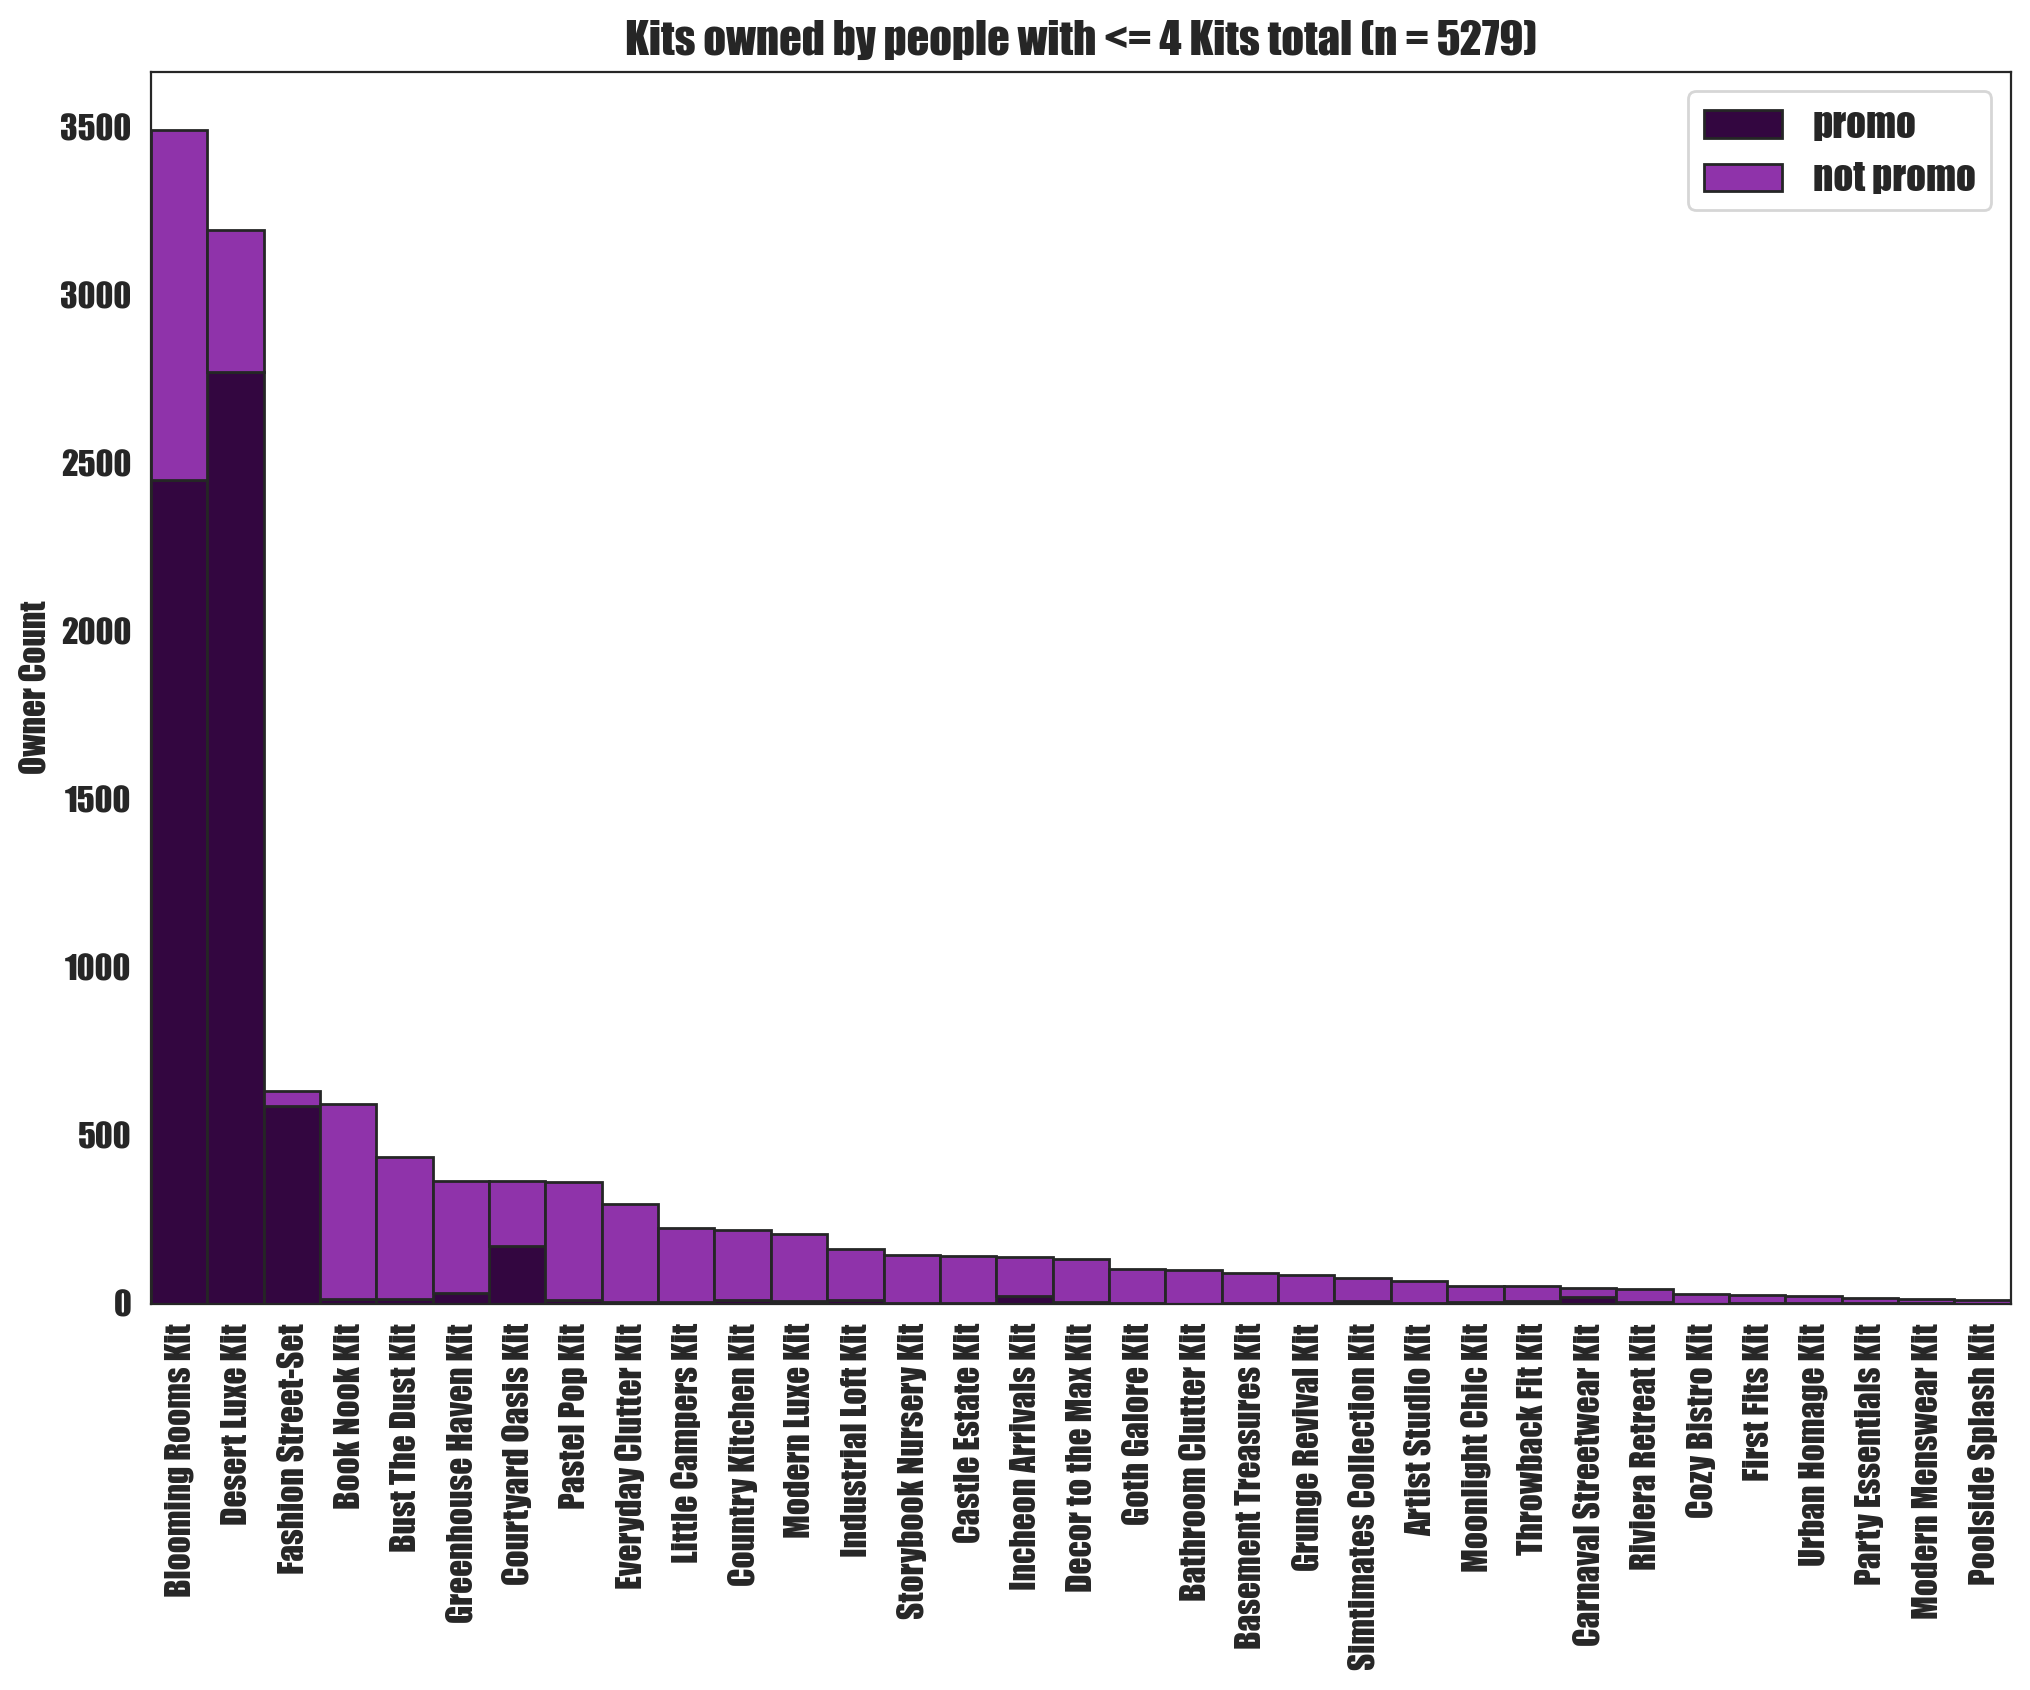 Kits owned by people with <= 4 Kits total (n = 5279)
promo
not promo
Owner Count
3500
3000
2500
2000
1500
1000
500
0
Blooming Rooms Kit
Desert Luxe Kit
Fashion Street-Set
Book Nook Kit
Bust The Dust Kit
Greenhouse Haven Kit
Courtyard Oasis Kit
Pastel Pop Kit
Everyday Clutter Kit
Little Campers Kit
Country Kitchen Kit
Modern Luxe Kit
Industrial Loft Kit
Storybook Nursery Kit
Castle Estate Kit
Incheon Arrivals Kit
Decor to the Max Kit
Goth Galore Kit
Bathroom Clutter Kit
Basement Treasures Kit
Grunge Revival Kit
Simtimates Collection Kit
Artist Studio Kit
Moonlight Chic Kit
Throwback Fit Kit
Carnaval Streetwear Kit
Riviera Retreat Kit
Cozy Bistro Kit
First Fits Kit
Urban Homage Kit
Party Essentials Kit
Modern Menswear Kit
Poolside Splash Kit